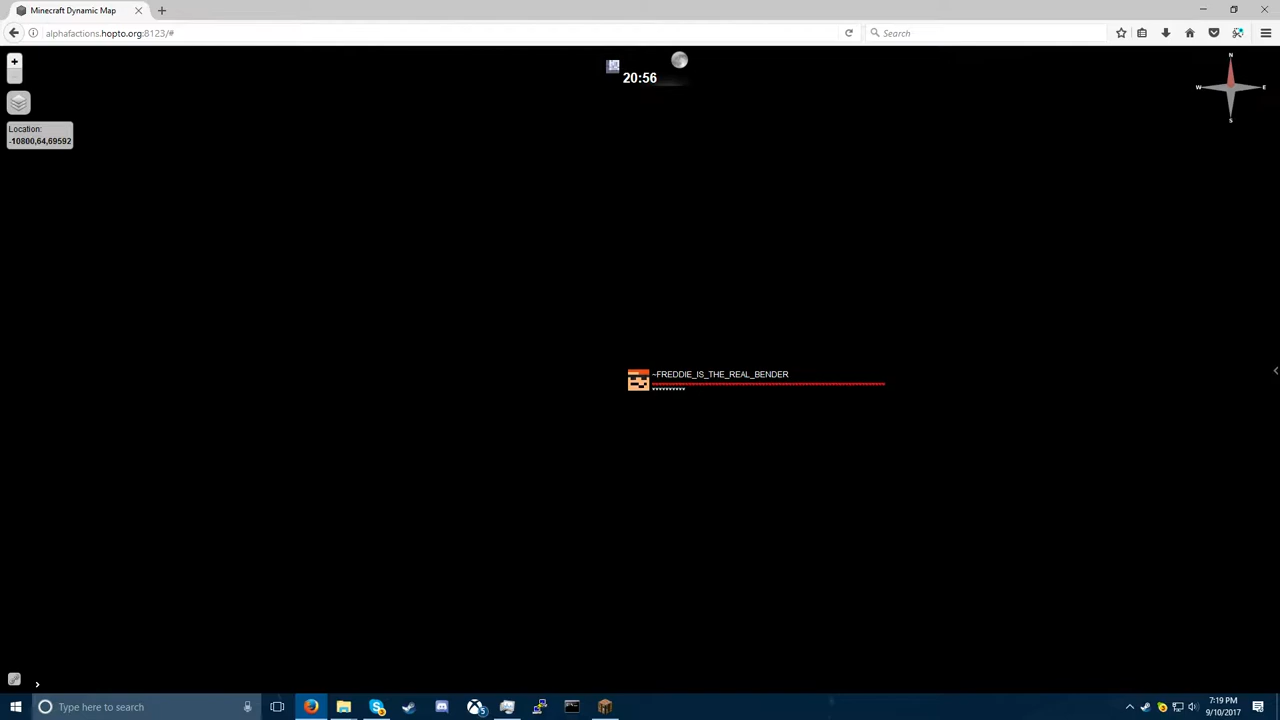 Minecraft Dynamic Map
alphafactions.hopto.org:8123/#
Search
20:56
N
W
E
S
Location:
-10800,64,69592
~FREDDIE_IS_THE_REAL_BENDER
Type here to search
5
7:19 PM
9/10/2017